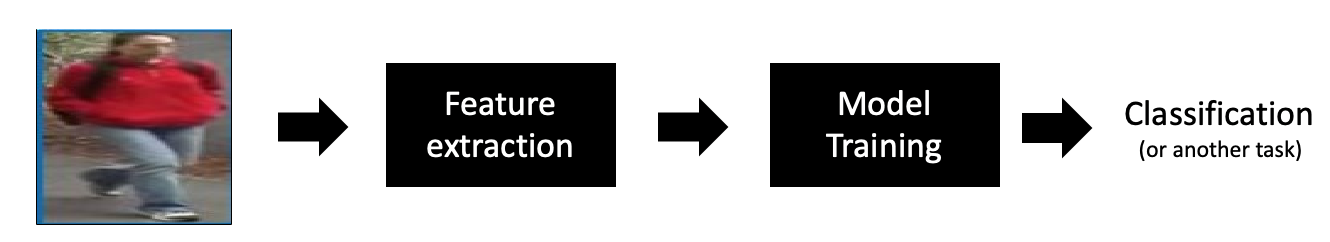 Feature
extraction
Model
Training
Classification
(or another task)